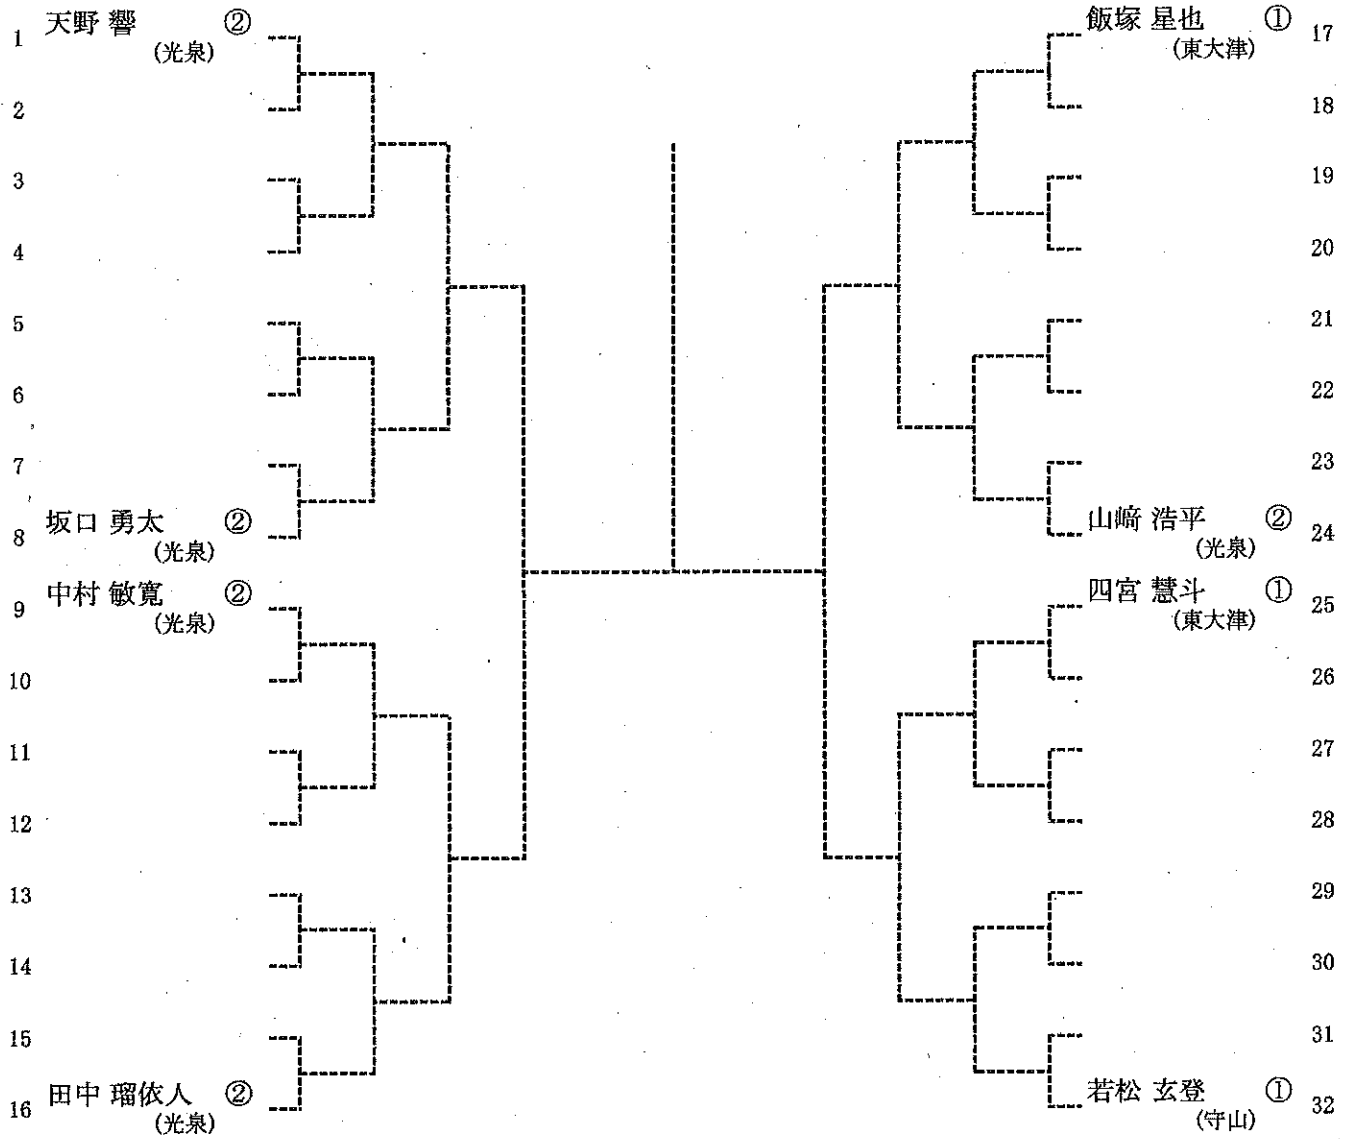 1 天野 響 ②
(光泉)
2
3
4
5
6
7
8 坂口 勇太 ②
(光泉)
9 中村 敏寛 ②
(光泉)
10
11
12
13
14
15
16 田中 瑠依人 ②
(光泉)
飯塚 星也 ① 17
(東大津)
18
19
20
21
22
23
山﨑 浩平 ② 24
(光泉)
四宮 慧斗 ① 25
(東大津)
26
27
28
29
30
31
若松 玄登 ① 32
(守山)